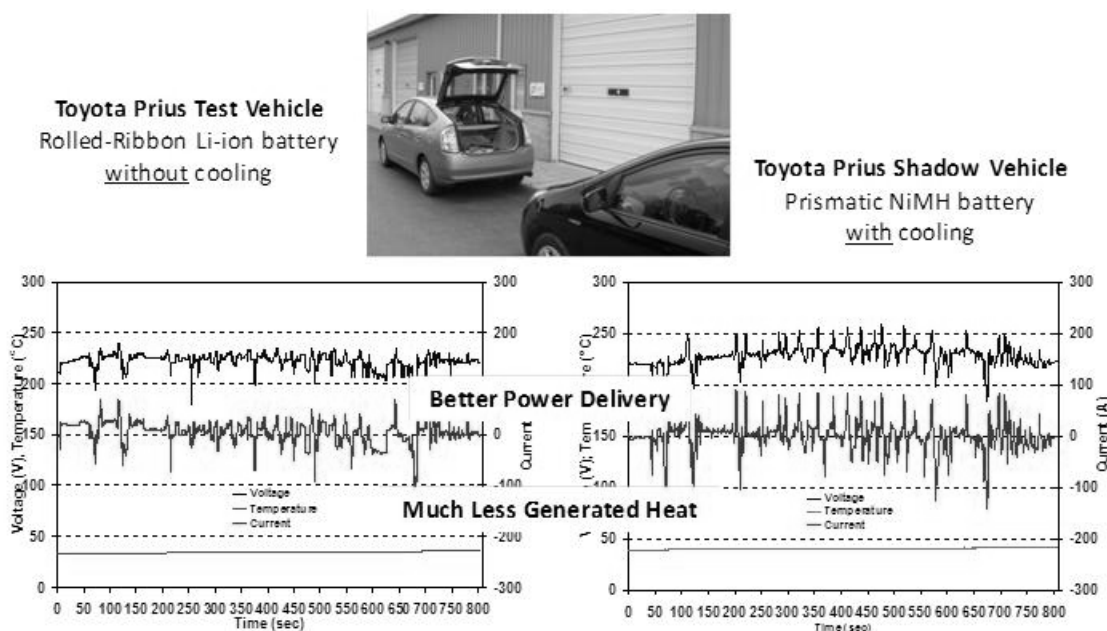 Toyota Prius Test Vehicle
Rolled-Ribbon Li-ion battery
without cooling
Toyota Prius Shadow Vehicle
Prismatic NiMH battery
with cooling
Better Power Delivery
Much Less Generated Heat
300
250
200
150
100
50
0
Voltage (V), Temperature (°C)
300
200
100
0
-100
-200
-300
Current
Voltage
Temperature
Current
0 50 100 150 200 250 300 350 400 450 500 550 600 650 700 750 800
Time (sec)
300
250
150
50
0
(V); Tem
re (°C)
300
200
100
0
-100
-200
-300
Current (A)
Voltage
Temperature
Current
0 50 100 150 200 250 300 350 400 450 500 550 600 650 700 750 800
Time (sec)